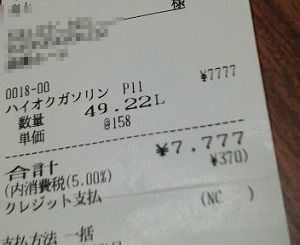 様
0018-00
ハイオクガソリン P11 ¥7777
数量 49.22L
単価 @158
合計 ¥7,777
(内消費税(5.00%) ¥370)
クレジット支払 (NC )
支払方法 一括